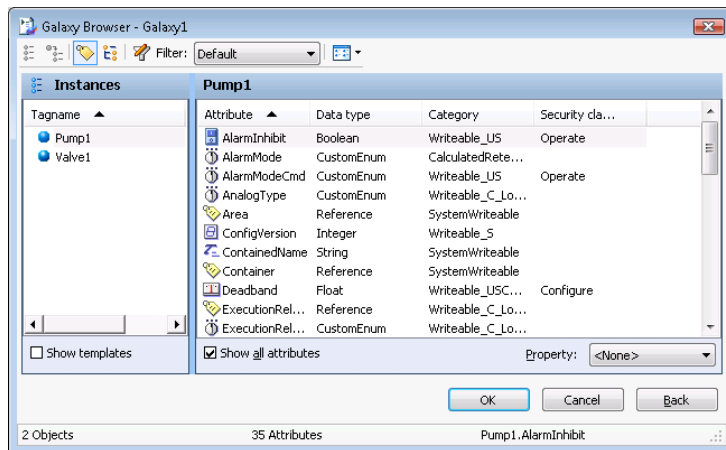 Galaxy Browser - Galaxy1
Filter: Default
Instances
Pump1
Tagname
Attribute Data type Category Security cla...
Pump1
Valve1
AlarmInhibit Boolean Writeable_US Operate
AlarmMode CustomEnum CalculatedRete...
AlarmModeCmd CustomEnum Writeable_US Operate
AnalogType CustomEnum Writeable_C_Lo...
Area Reference SystemWriteable
ConfigVersion Integer Writeable_S
ContainedName String SystemWriteable
Container Reference SystemWriteable
Deadband Float Writeable_USC... Configure
ExecutionRel... Reference Writeable_C_Lo...
ExecutionRel... CustomEnum Writeable_C_Lo...
Show templates
Show all attributes
Property: <None>
OK Cancel Back
2 Objects 35 Attributes Pump1.AlarmInhibit